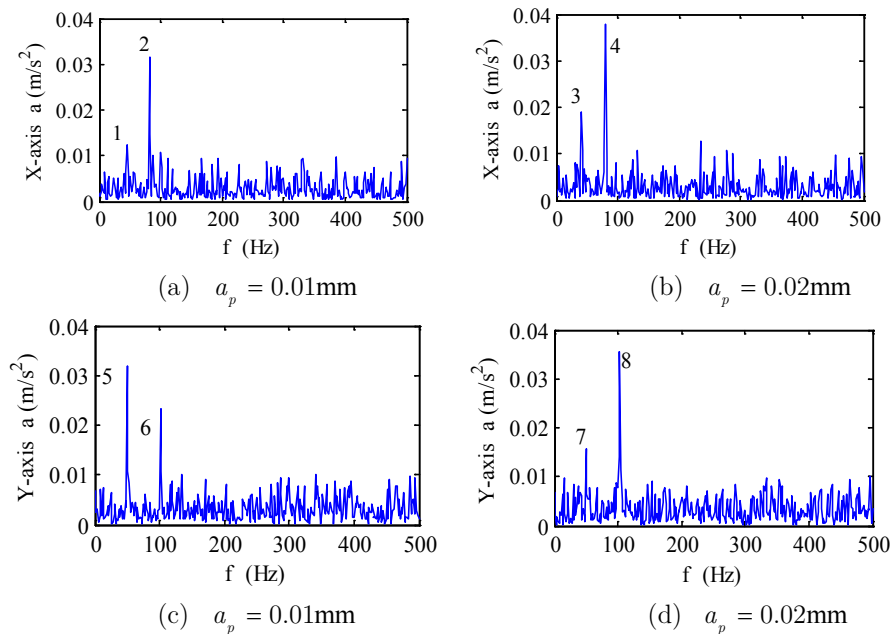 0.04
0.03
0.02
0.01
0
X-axis a (m/s²)
1
2
0 100 200 300 400 500
f (Hz)
(a) a_p = 0.01mm
0.04
0.03
0.02
0.01
0
X-axis a (m/s²)
3
4
0 100 200 300 400 500
f (Hz)
(b) a_p = 0.02mm
0.04
0.03
0.02
0.01
0
Y-axis a (m/s²)
5
6
0 100 200 300 400 500
f (Hz)
(c) a_p = 0.01mm
0.04
0.03
0.02
0.01
0
Y-axis a (m/s²)
7
8
0 100 200 300 400 500
f (Hz)
(d) a_p = 0.02mm